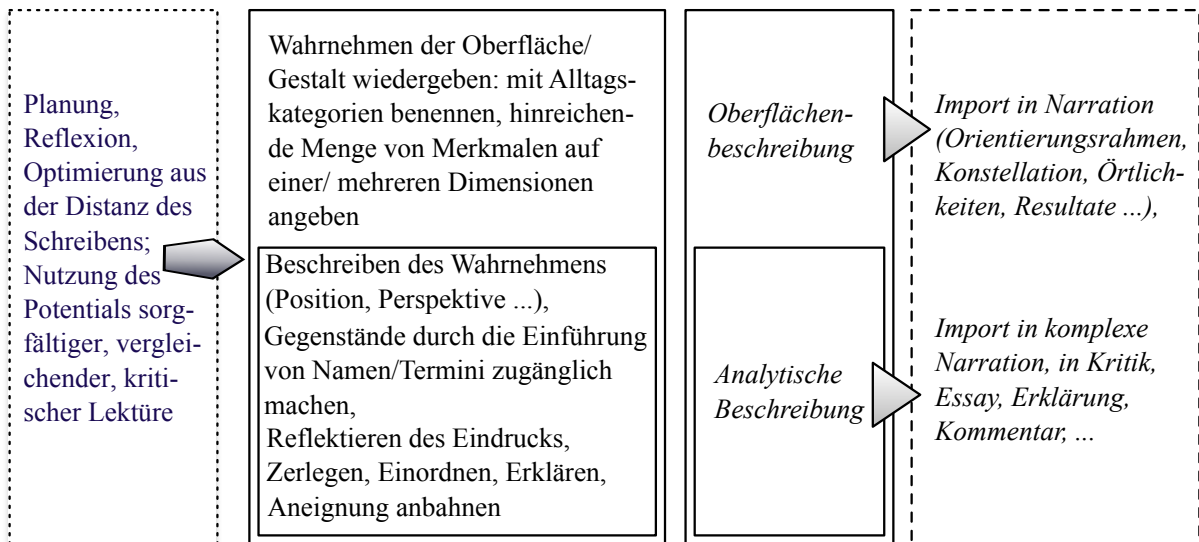 Planung,
Reflexion,
Optimierung aus
der Distanz des
Schreibens;
Nutzung des
Potentials sorg-
fältiger, verglei-
chender, kriti-
scher Lektüre
Wahrnehmen der Oberfläche/
Gestalt wiedergeben: mit Alltags-
kategorien benennen, hinreichen-
de Menge von Merkmalen auf
einer/ mehreren Dimensionen
angeben
Beschreiben des Wahrnehmens
(Position, Perspektive ...),
Gegenstände durch die Einführung
von Namen/Termini zugänglich
machen,
Reflektieren des Eindrucks,
Zerlegen, Einordnen, Erklären,
Aneignung anbahnen
Oberflächen-
beschreibung
Analytische
Beschreibung
Import in Narration
(Orientierungsrahmen,
Konstellation, Örtlich-
keiten, Resultate ...),
Import in komplexe
Narration, in Kritik,
Essay, Erklärung,
Kommentar, ...